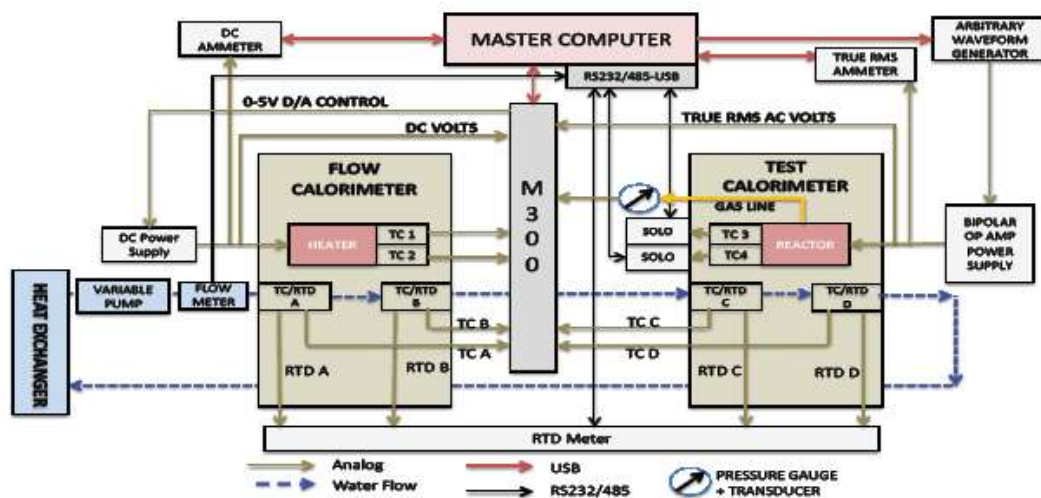 DC
AMMETER
MASTER COMPUTER
RS232/485-USB
ARBITRARY
WAVEFORM
GENERATOR
TRUE RMS
AMMETER
0-5V D/A CONTROL
DC VOLTS
TRUE RMS AC VOLTS
FLOW
CALORIMETER
M300
TEST
CALORIMETER
GAS LINE
DC Power
Supply
HEATER
TC 1
TC 2
SOLO
SOLO
TC 3
TC4
REACTOR
BIPOLAR
OP AMP
POWER
SUPPLY
HEAT EXCHANGER
VARIABLE
PUMP
FLOW
METER
TC/RTD
A
TC/RTD
B
TC/RTD
C
TC/RTD
D
TC B
TC A
TC C
TC D
RTD A
RTD B
RTD C
RTD D
RTD Meter
Analog
Water Flow
USB
RS232/485
PRESSURE GAUGE
+ TRANSDUCER